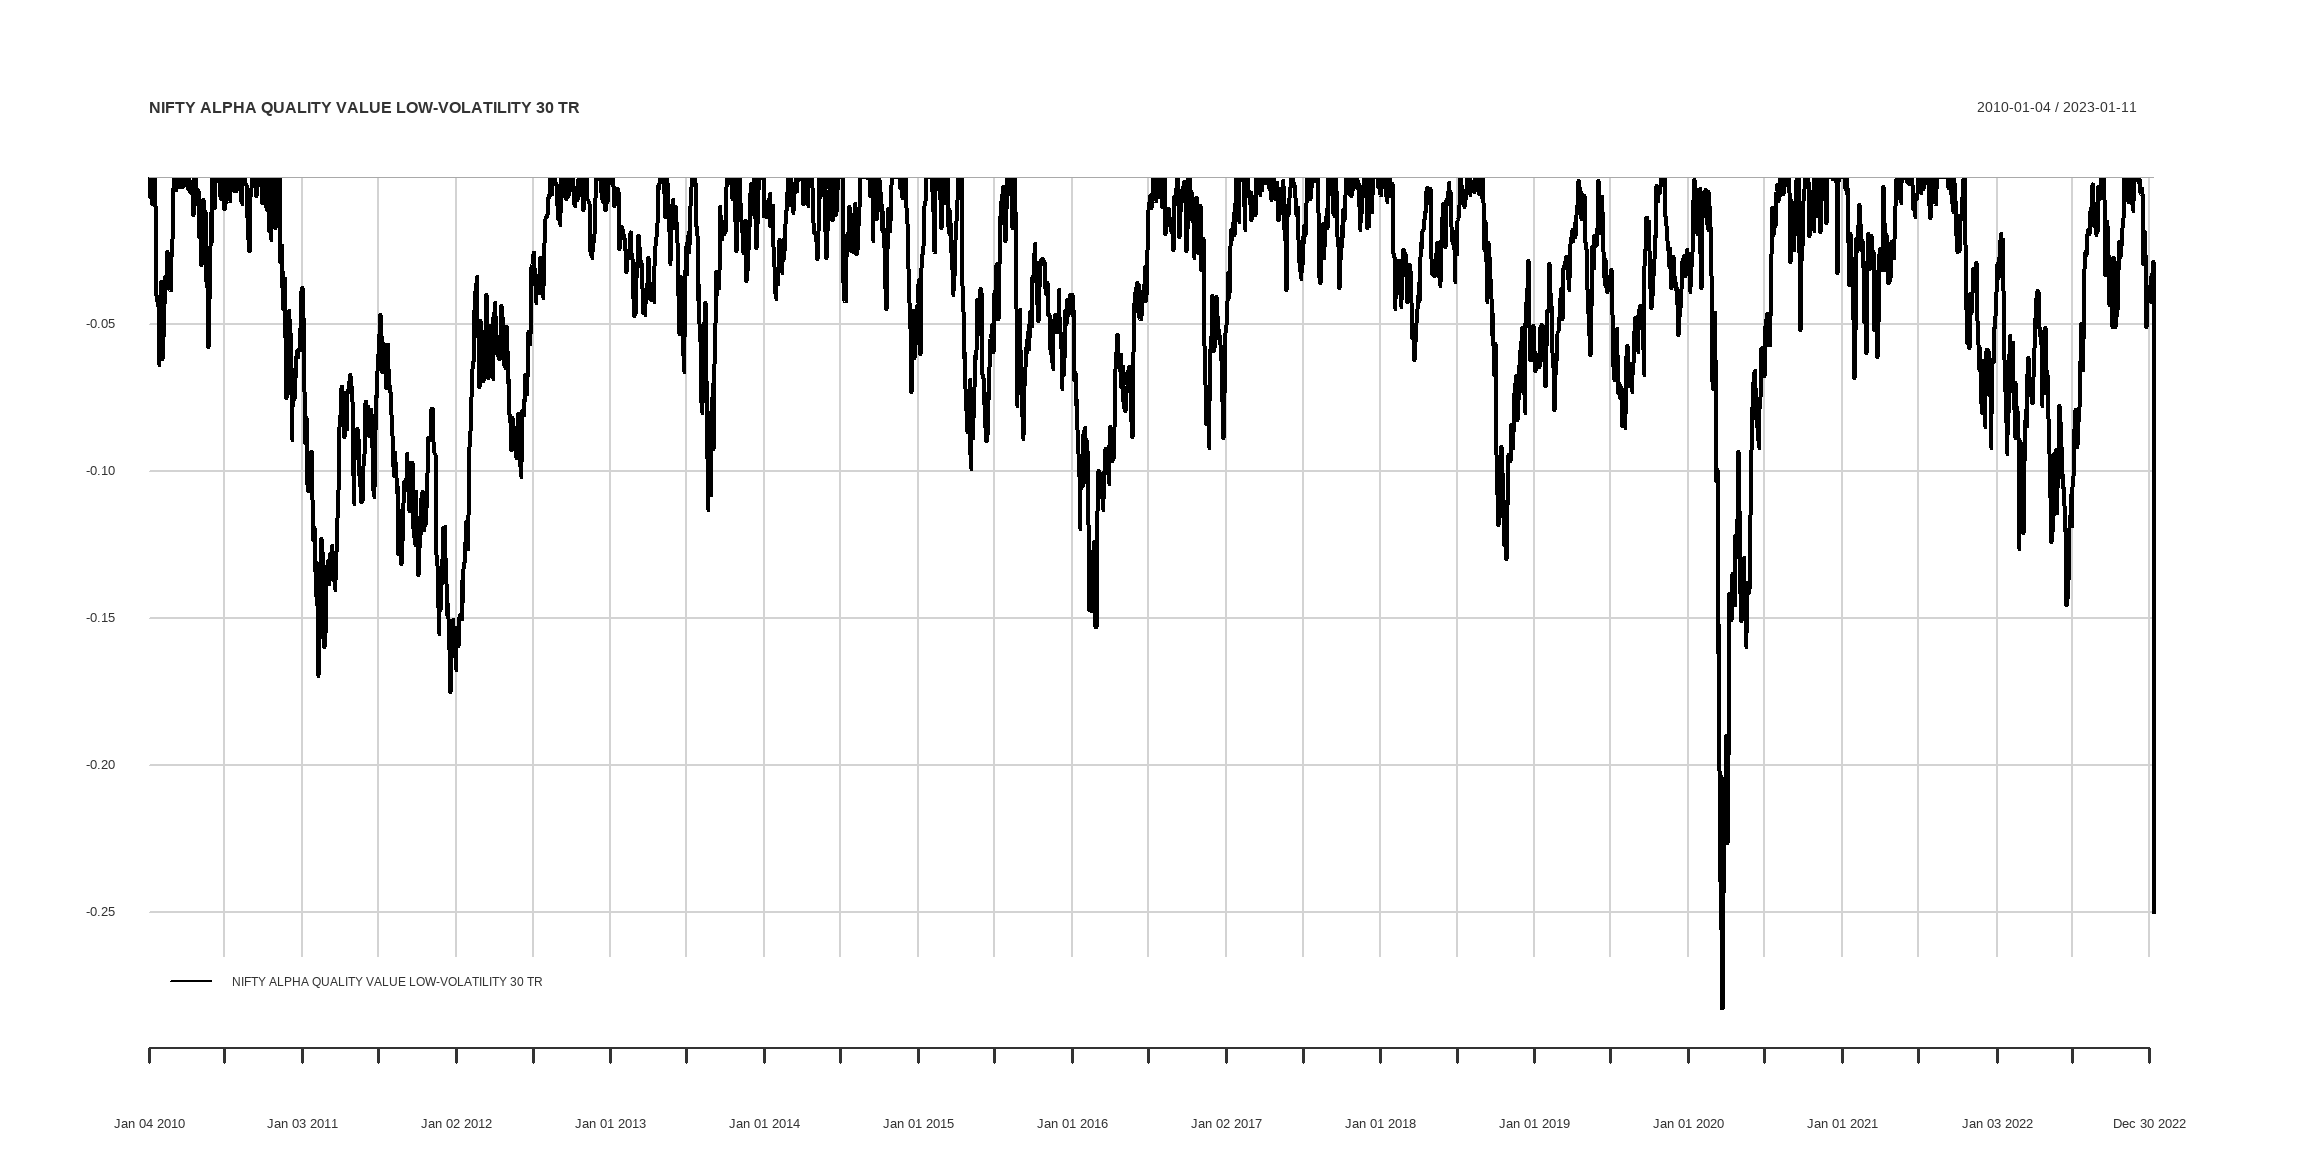 NIFTY ALPHA QUALITY VALUE LOW-VOLATILITY 30 TR
2010-01-04 / 2023-01-11
-0.05
-0.10
-0.15
-0.20
-0.25
NIFTY ALPHA QUALITY VALUE LOW-VOLATILITY 30 TR
Jan 04 2010 Jan 03 2011 Jan 02 2012 Jan 01 2013 Jan 01 2014 Jan 01 2015 Jan 01 2016 Jan 02 2017 Jan 01 2018 Jan 01 2019 Jan 01 2020 Jan 01 2021 Jan 03 2022 Dec 30 2022